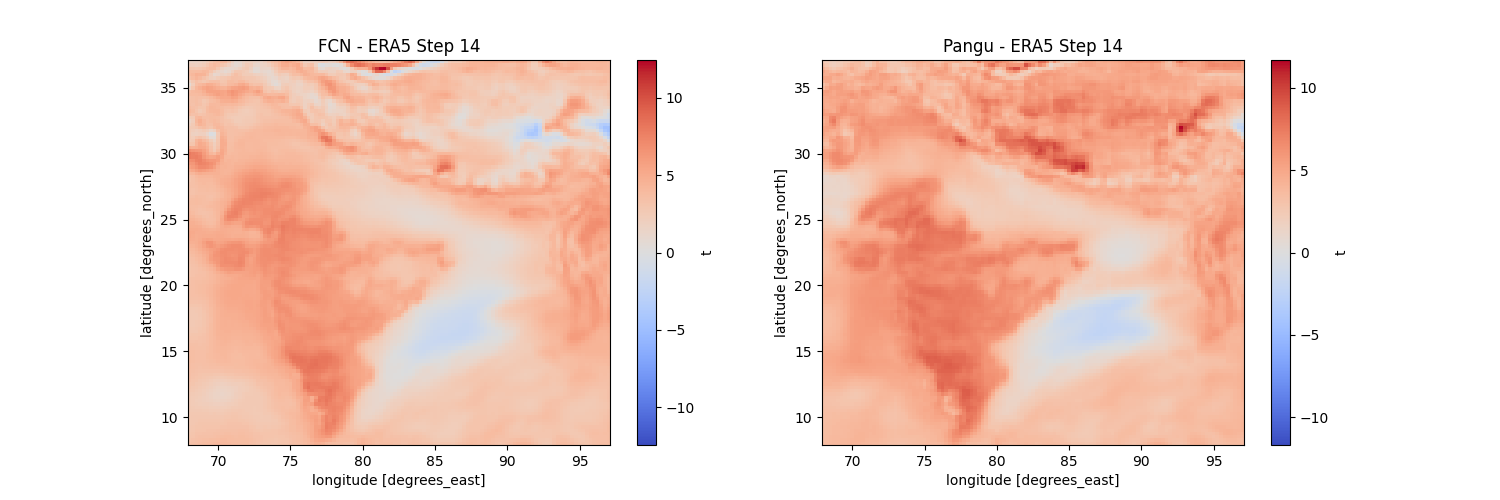 FCN - ERA5 Step 14
35
30
25
20
15
10
latitude [degrees_north]
70 75 80 85 90 95
longitude [degrees_east]
10
5
0
−5
−10
t
Pangu - ERA5 Step 14
35
30
25
20
15
10
latitude [degrees_north]
70 75 80 85 90 95
longitude [degrees_east]
10
5
0
−5
−10
t